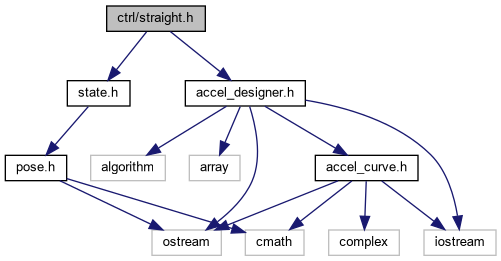 ctrl/straight.h
state.h
accel_designer.h
pose.h
algorithm
array
accel_curve.h
ostream
cmath
complex
iostream